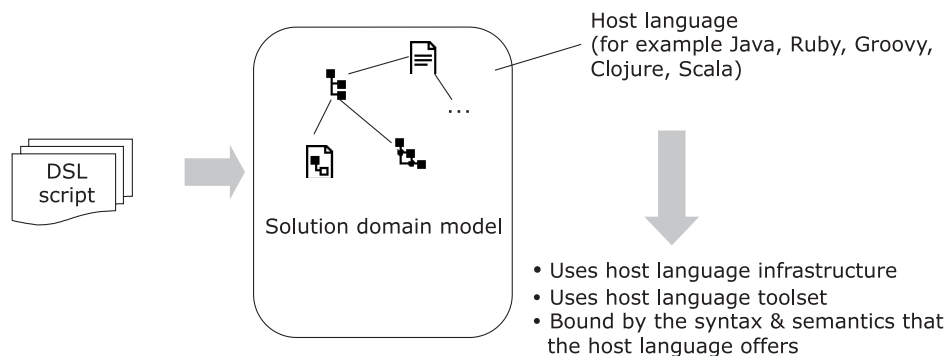 Host language
(for example Java, Ruby, Groovy,
Clojure, Scala)
...
DSL
script
Solution domain model
• Uses host language infrastructure
• Uses host language toolset
• Bound by the syntax & semantics that
the host language offers